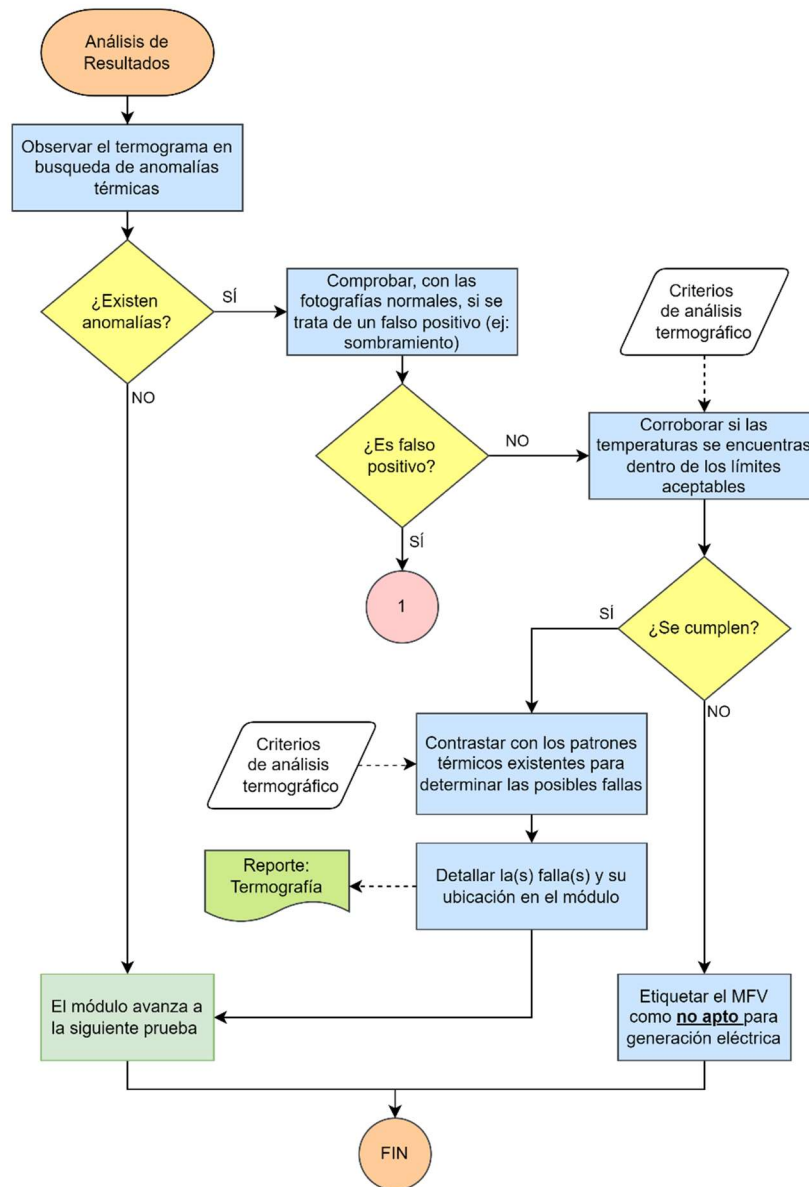 Análisis de
Resultados
Observar el termograma en
busqueda de anomalías
térmicas
¿Existen
anomalías?
SÍ
NO
Comprobar, con las
fotografías normales, si se
trata de un falso positivo (ej:
sombramiento)
Criterios
de análisis
termográfico
¿Es falso
positivo?
NO
SÍ
Corroborar si las
temperaturas se encuentras
dentro de los límites
aceptables
1
¿Se cumplen?
SÍ
NO
Criterios
de análisis
termográfico
Contrastar con los patrones
térmicos existentes para
determinar las posibles fallas
Reporte:
Termografía
Detallar la(s) falla(s) y su
ubicación en el módulo
El módulo avanza a
la siguiente prueba
Etiquetar el MFV
como no apto para
generación eléctrica
FIN